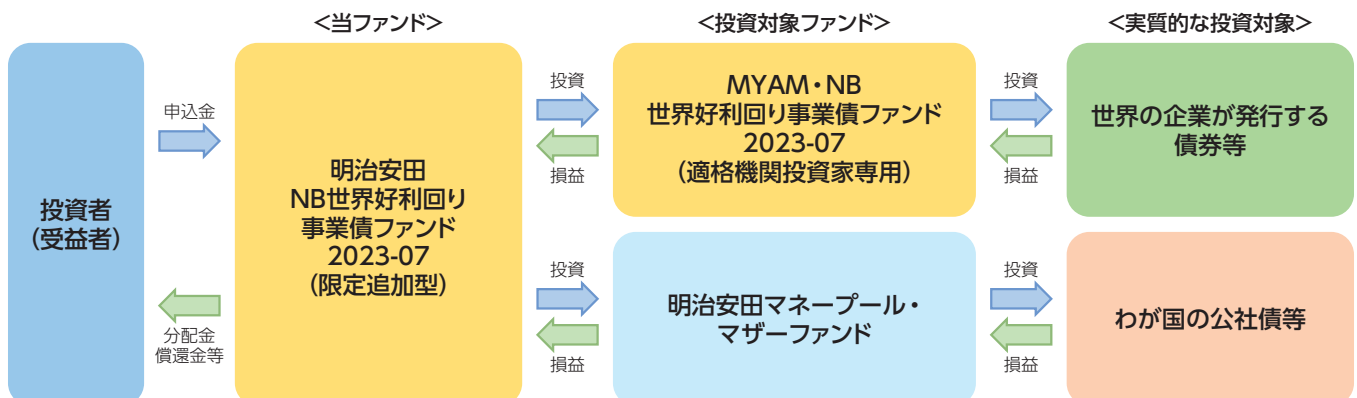 <当ファンド>
<投資対象ファンド>
<実質的な投資対象>
投資者
(受益者)
申込金
分配金
償還金等
明治安田
NB世界好利回り
事業債ファンド
2023-07
(限定追加型)
投資
損益
MYAM・NB
世界好利回り事業債ファンド
2023-07
(適格機関投資家専用)
投資
損益
世界の企業が発行する
債券等
投資
損益
明治安田マネープール・
マザーファンド
投資
損益
わが国の公社債等